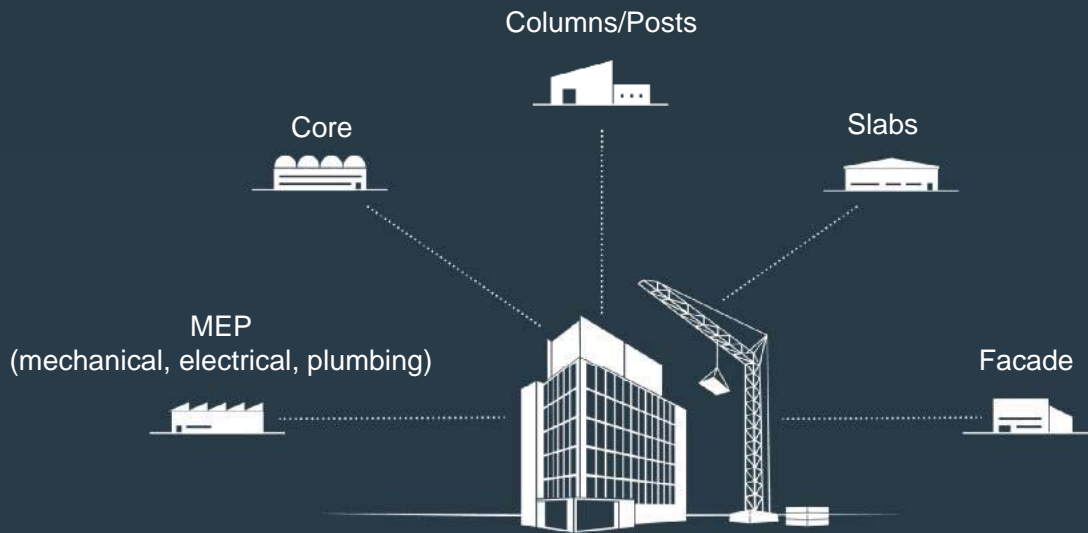 Columns/Posts
Core
Slabs
MEP
(mechanical, electrical, plumbing)
Facade